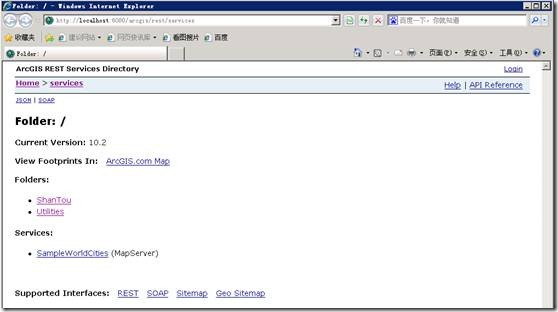 Folder: / - Windows Internet Explorer
http://localhost:6080/arcgis/rest/services
百度一下，你就知道
收藏夹 建议网站 网页快讯库 看图搜片 百度
Folder: /
页面(P) 安全(S) 工具(O)
ArcGIS REST Services Directory Login
Home > services Help | API Reference
JSON | SOAP
Folder: /
Current Version: 10.2
View Footprints In: ArcGIS.com Map
Folders:
ShanTou
Utilities
Services:
SampleWorldCities (MapServer)
Supported Interfaces: REST SOAP Sitemap Geo Sitemap